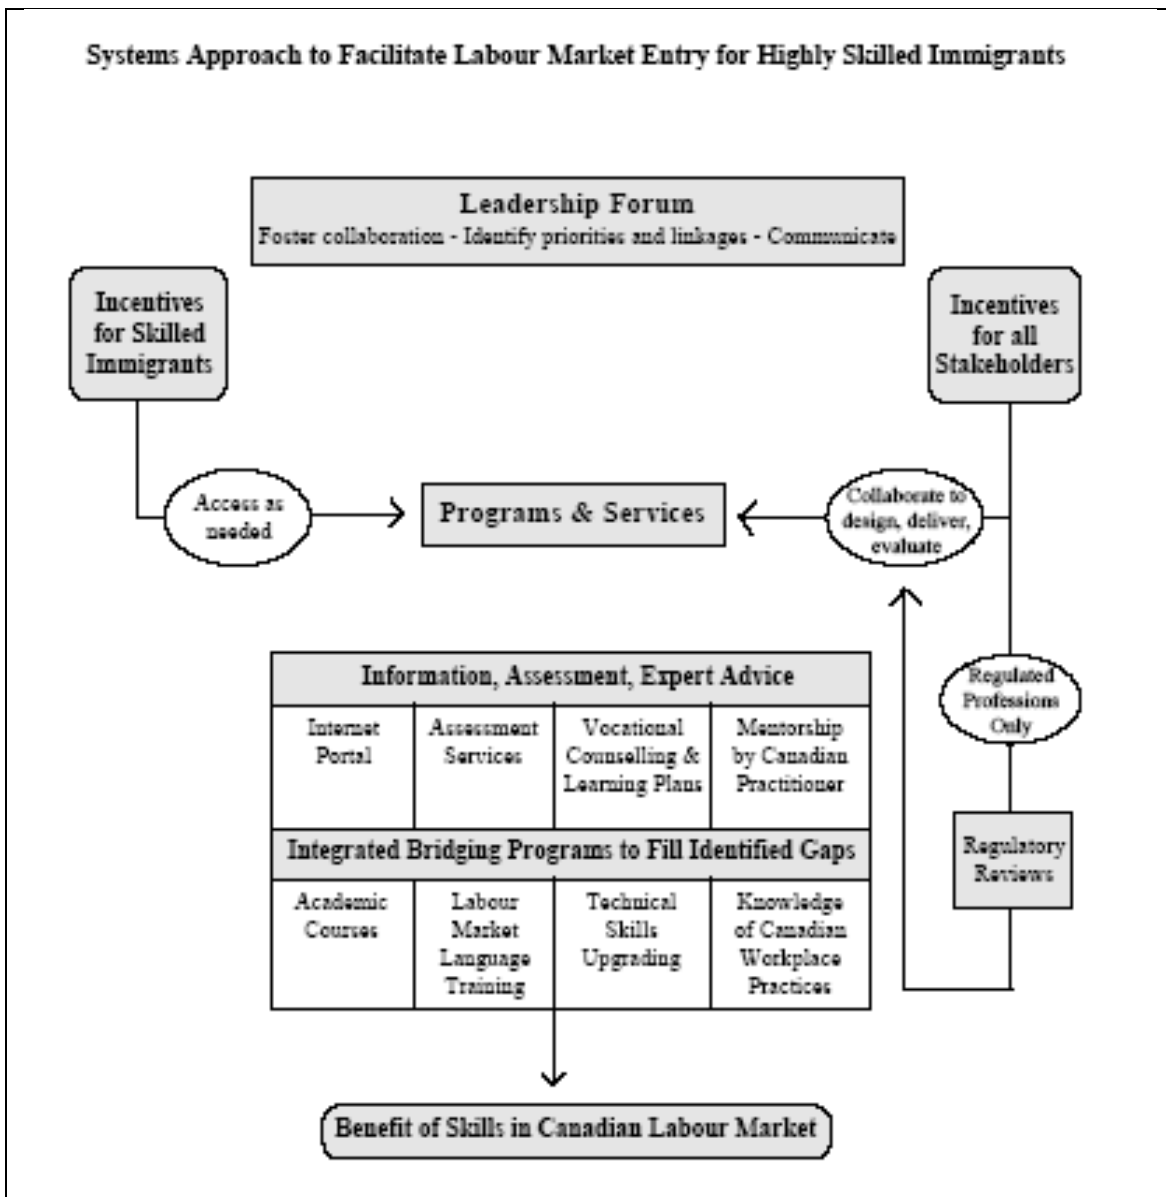 Systems Approach to Facilitate Labour Market Entry for Highly Skilled Immigrants
Leadership Forum
Foster collaboration - Identify priorities and linkages - Communicate
Incentives
for Skilled
Immigrants
Incentives
for all
Stakeholders
Access as
needed
Programs & Services
Collaborate to
design, deliver,
evaluate
Regulated
Professions
Only
Regulatory
Reviews
Information, Assessment, Expert Advice
Internet
Portal
Assessment
Services
Vocational
Counselling &
Learning Plans
Mentorship
by Canadian
Practitioner
Integrated Bridging Programs to Fill Identified Gaps
Academic
Courses
Labour
Market
Language
Training
Technical
Skills
Upgrading
Knowledge
of Canadian
Workplace
Practices
Benefit of Skills in Canadian Labour Market